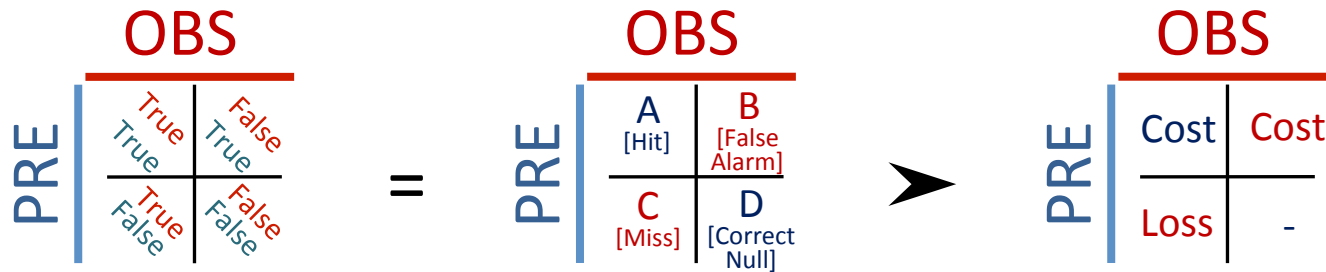 OBS
PRE
True
True
False
True
True
False
False
False
=
OBS
PRE
A
[Hit]
B
[False
Alarm]
C
[Miss]
D
[Correct
Null]
OBS
PRE
Cost
Cost
Loss
-